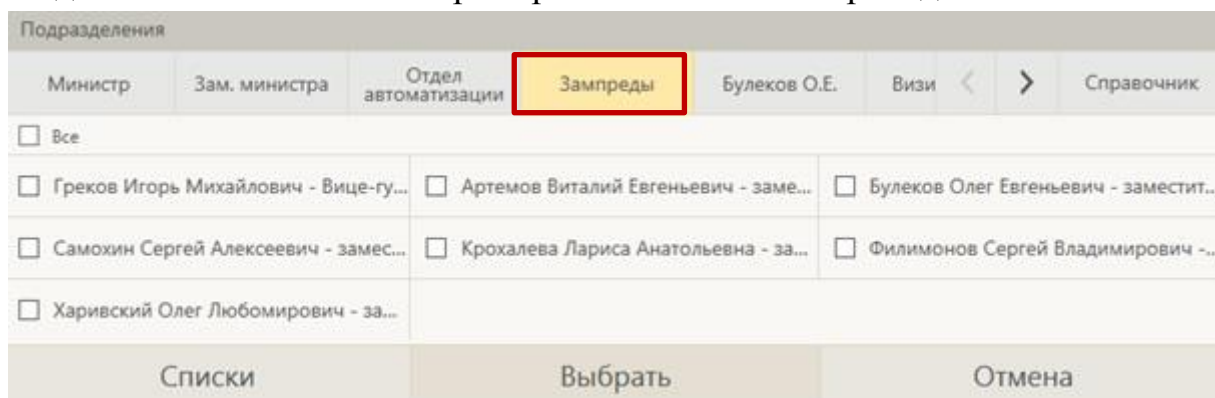 Подразделения
Министр Зам. министра Отдел автоматизации Зампреды Булеков О.Е. Визи Справочник
Все
Греков Игорь Михайлович - Вице-гу... Артемов Виталий Евгеньевич - заме... Булеков Олег Евгеньевич - заместит...
Самохин Сергей Алексеевич - замес... Крохалева Лариса Анатольевна - за... Филимонов Сергей Владимирович -...
Харивский Олег Любомирович - за...
Списки Выбрать Отмена